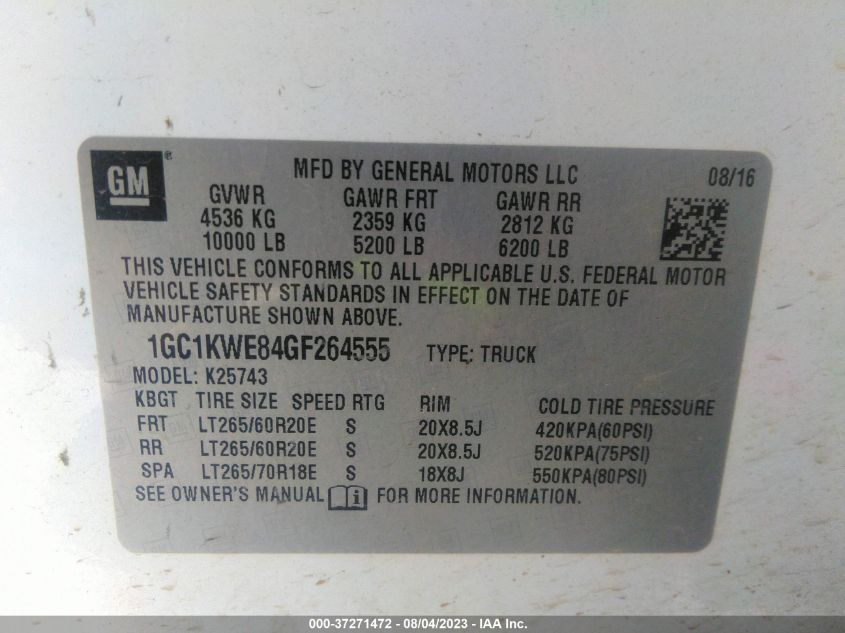 GM® MFD BY GENERAL MOTORS LLC 08/16
GVWR GAWR FRT GAWR RR
4536 KG 2359 KG 2812 KG
10000 LB 5200 LB 6200 LB
THIS VEHICLE CONFORMS TO ALL APPLICABLE U.S. FEDERAL MOTOR
VEHICLE SAFETY STANDARDS IN EFFECT ON THE DATE OF
MANUFACTURE SHOWN ABOVE.
1GC1KWE84GF264555 TYPE: TRUCK
MODEL: K25743
KBGT TIRE SIZE SPEED RTG RIM COLD TIRE PRESSURE
FRT LT265/60R20E S 20X8.5J 420KPA(60PSI)
RR LT265/60R20E S 20X8.5J 520KPA(75PSI)
SPA LT265/70R18E S 18X8J 550KPA(80PSI)
SEE OWNER'S MANUAL i FOR MORE INFORMATION.
000-37271472 - 08/04/2023 - IAA Inc.